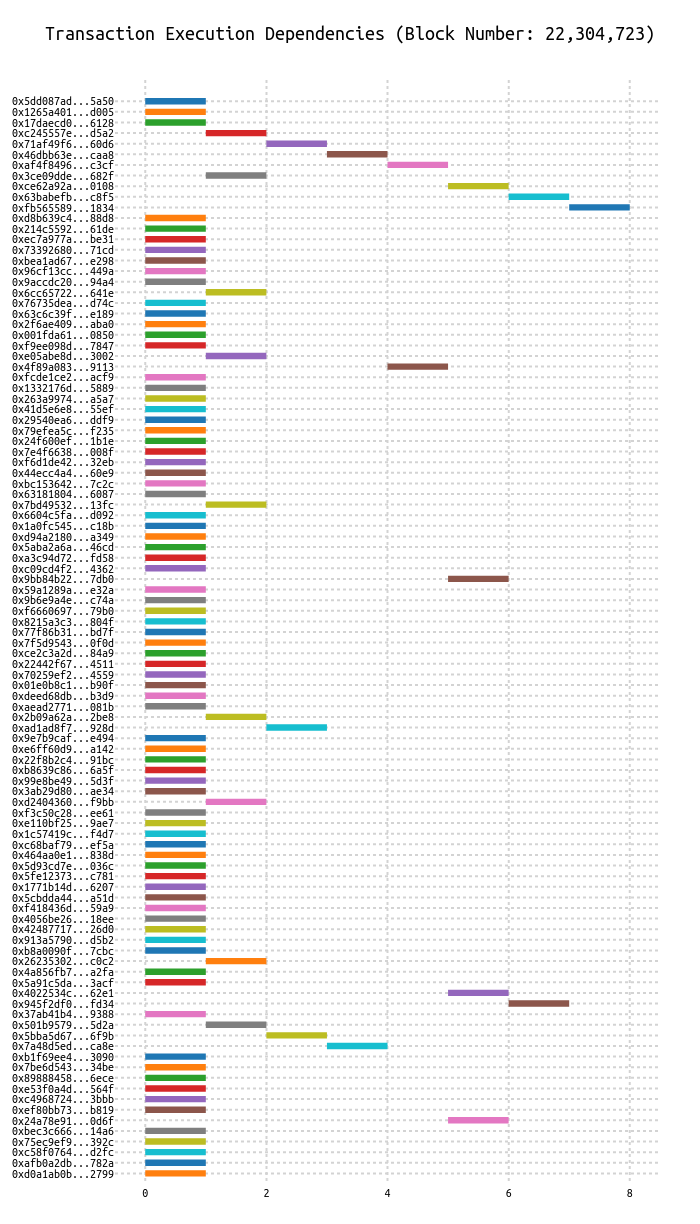 Transaction Execution Dependencies (Block Number: 22,304,723)
0x5dd087ad...5a50
0x1265a401...d005
0x17daecd0...6128
0xc245557e...d5a2
0x71af49f6...60d6
0x46dbb63e...caa8
0xaf4f8496...c3cf
0x3ce09dde...682f
0xce62a92a...0108
0x63babefb...c8f5
0xfb565589...1834
0xd8b639c4...88d8
0x214c5592...61de
0xec7a977a...be31
0x73392680...71cd
0xbea1ad67...e298
0x96cf13cc...449a
0x9accdc20...94a4
0x6cc65722...641e
0x76735dea...d74c
0x63c6c39f...e189
0x2f6ae409...aba0
0x001fda61...0850
0xf9ee098d...7847
0xe05abe8d...3002
0x4f89a083...9113
0xfcde1ce2...acf9
0x1332176d...5889
0x263a9974...a5a7
0x41d5e6e8...55ef
0x29540ea6...ddf9
0x79efea5c...f235
0x24f600ef...1b1e
0x7e4f6638...008f
0xf6d1de42...32eb
0x44ecc4a4...60e9
0xbc153642...7c2c
0x63181804...6087
0x7bd49532...13fc
0x6604c5fa...d092
0x1a0fc545...c18b
0xd94a2180...a349
0x5aba2a6a...46cd
0xa3c94d72...fd58
0xc09cd4f2...4362
0x9bb84b22...7db0
0x59a1289a...e32a
0x9b6e9a4e...c74a
0xf6660697...79b0
0x8215a3c3...804f
0x77f86b31...bd7f
0x7f5d9543...0f0d
0xce2c3a2d...84a9
0x22442f67...4511
0x70259ef2...4559
0x01e0b8c1...b90f
0xdeed68db...b3d9
0xaead2771...081b
0x2b09a62a...2be8
0xad1ad8f7...928d
0x9e7b9caf...e494
0xe6ff60d9...a142
0x22f8b2c4...91bc
0xb8639c86...6a5f
0x99e8be49...5d3f
0x3ab29d80...ae34
0xd2404360...f9bb
0xf3c50c28...ee61
0xe110bf25...9ae7
0x1c57419c...f4d7
0xc68baf79...ef5a
0x464aa0e1...838d
0x5d93cd7e...036c
0x5fe12373...c781
0x1771b14d...6207
0x5cbdda44...a51d
0xf418436d...59a9
0x4056be26...18ee
0x42487717...26d0
0x913a5790...d5b2
0xb8a0090f...7cbc
0x26235302...c0c2
0x4a856fb7...a2fa
0x5a91c5da...3acf
0x4022534c...62e1
0x945f2df0...fd34
0x37ab41b4...9388
0x501b9579...5d2a
0x5bba5d67...6f9b
0x7a48d5ed...ca8e
0xb1f69ee4...3090
0x7be6d543...34be
0x89888458...6ece
0xe53f0a4d...564f
0xc4968724...3bbb
0xef80bb73...b819
0x24a78e91...0d6f
0xbec3c666...14a6
0x75ec9ef9...392c
0xc58f0764...d2fc
0xafb0a2db...782a
0xd0a1ab0b...2799
0 2 4 6 8